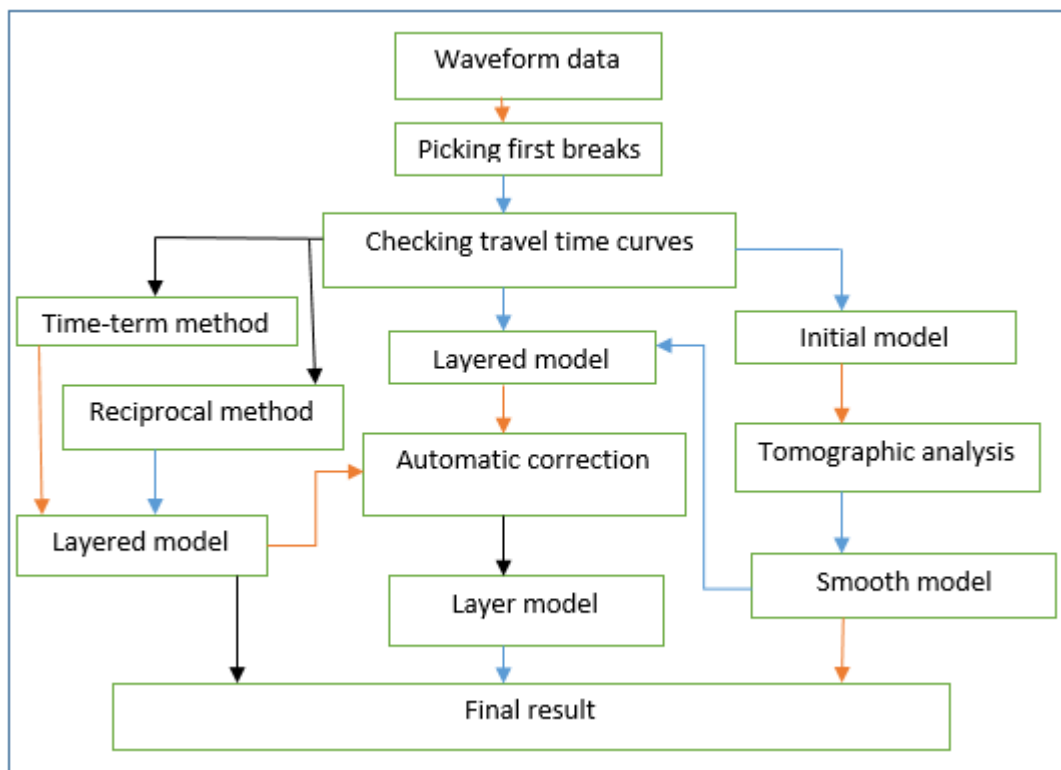 Waveform data
Picking first breaks
Checking travel time curves
Time-term method
Initial model
Layered model
Reciprocal method
Automatic correction
Tomographic analysis
Layered model
Smooth model
Layer model
Final result